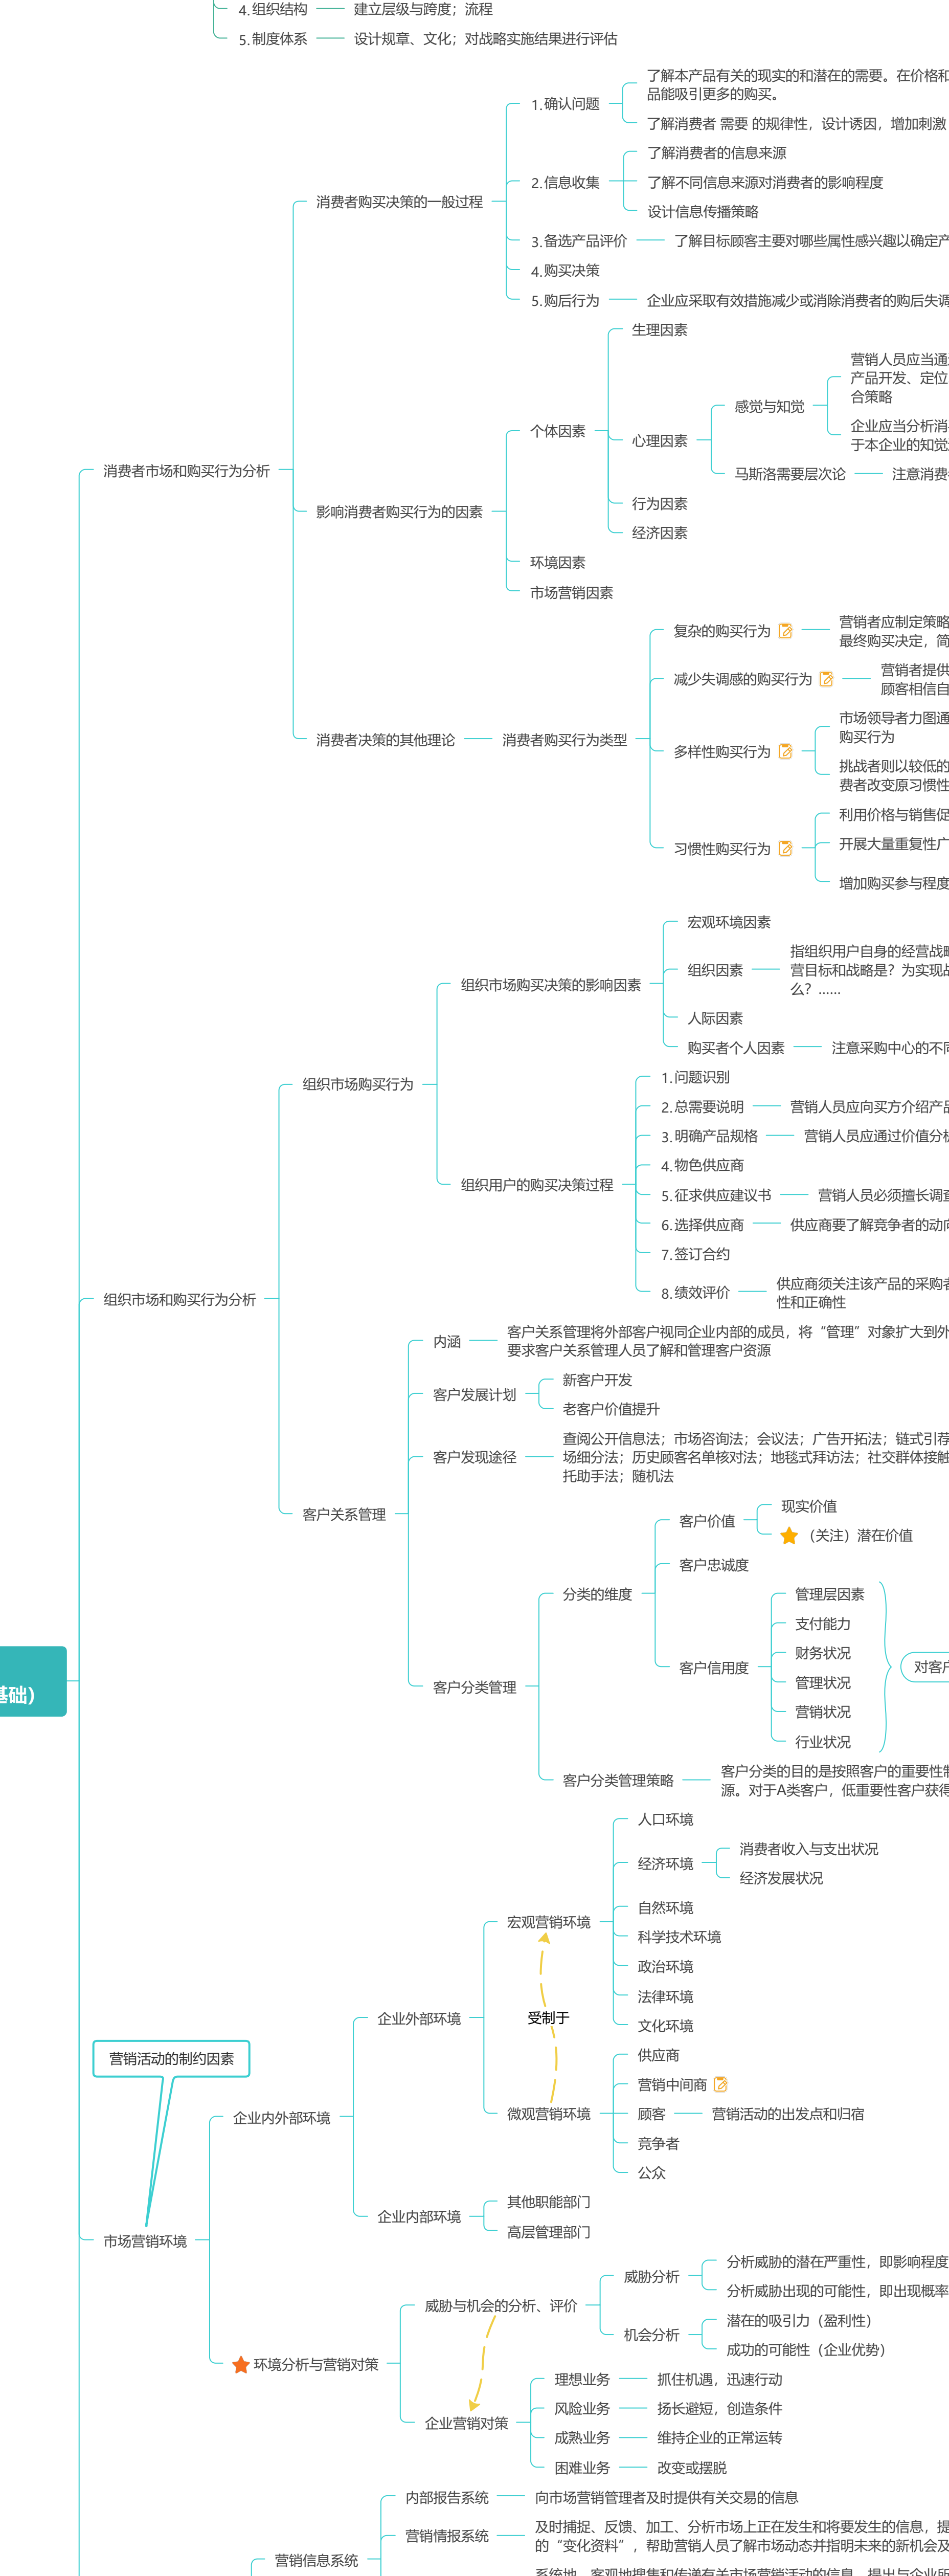 4.组织结构
建立层级与跨度；流程
5.制度体系
设计规章、文化；对战略实施结果进行评估
消费者市场和购买行为分析
消费者购买决策的一般过程
1.确认问题
了解本产品有关的现实的和潜在的需要。在价格和
品能吸引更多的购买。
了解消费者 需要 的规律性，设计诱因，增加刺激
2.信息收集
了解消费者的信息来源
了解不同信息来源对消费者的影响程度
设计信息传播策略
3.备选产品评价
了解目标顾客主要对哪些属性感兴趣以确定产
4.购买决策
5.购后行为
企业应采取有效措施减少或消除消费者的购后失调
影响消费者购买行为的因素
个体因素
生理因素
心理因素
感觉与知觉
营销人员应当通
产品开发、定位
合策略
企业应当分析消
于本企业的知觉
马斯洛需要层次论
注意消费
行为因素
经济因素
环境因素
市场营销因素
消费者决策的其他理论
消费者购买行为类型
复杂的购买行为
营销者应制定策略
最终购买决定，简
减少失调感的购买行为
营销者提供
顾客相信自
多样性购买行为
市场领导者力图通
购买行为
挑战者则以较低的
费者改变原习惯性
习惯性购买行为
利用价格与销售促
开展大量重复性广
增加购买参与程度
组织市场和购买行为分析
组织市场购买行为
组织市场购买决策的影响因素
宏观环境因素
组织因素
指组织用户自身的经营战略
营目标和战略是？为实现战
么？......
人际因素
购买者个人因素
注意采购中心的不同
组织用户的购买决策过程
1.问题识别
2.总需要说明
营销人员应向买方介绍产品
3.明确产品规格
营销人员应通过价值分析
4.物色供应商
5.征求供应建议书
营销人员必须擅长调查
6.选择供应商
供应商要了解竞争者的动向
7.签订合约
8.绩效评价
供应商须关注该产品的采购者
性和正确性
客户关系管理
内涵
客户关系管理将外部客户视同企业内部的成员，将“管理”对象扩大到外
要求客户关系管理人员了解和管理客户资源
客户发展计划
新客户开发
老客户价值提升
客户发现途径
查阅公开信息法；市场咨询法；会议法；广告开拓法；链式引荐
场细分法；历史顾客名单核对法；地毯式拜访法；社交群体接触
托助手法；随机法
客户分类管理
分类的维度
客户价值
现实价值
（关注）潜在价值
客户忠诚度
客户信用度
管理层因素
支付能力
财务状况
管理状况
营销状况
行业状况
对客户
客户分类管理策略
客户分类的目的是按照客户的重要性制
源。对于A类客户，低重要性客户获得
基础）
市场营销环境
营销活动的制约因素
企业内外部环境
企业外部环境
宏观营销环境
人口环境
经济环境
消费者收入与支出状况
经济发展状况
自然环境
科学技术环境
政治环境
法律环境
文化环境
受制于
微观营销环境
供应商
营销中间商
顾客
营销活动的出发点和归宿
竞争者
公众
企业内部环境
其他职能部门
高层管理部门
环境分析与营销对策
威胁与机会的分析、评价
威胁分析
分析威胁的潜在严重性，即影响程度
分析威胁出现的可能性，即出现概率
机会分析
潜在的吸引力（盈利性）
成功的可能性（企业优势）
企业营销对策
理想业务
抓住机遇，迅速行动
风险业务
扬长避短，创造条件
成熟业务
维持企业的正常运转
困难业务
改变或摆脱
营销信息系统
内部报告系统
向市场营销管理者及时提供有关交易的信息
营销情报系统
及时捕捉、反馈、加工、分析市场上正在发生和将要发生的信息，提
的“变化资料”，帮助营销人员了解市场动态并指明未来的新机会及
系统地、客观地搜集和传递有关市场营销活动的信息，提出与企业所